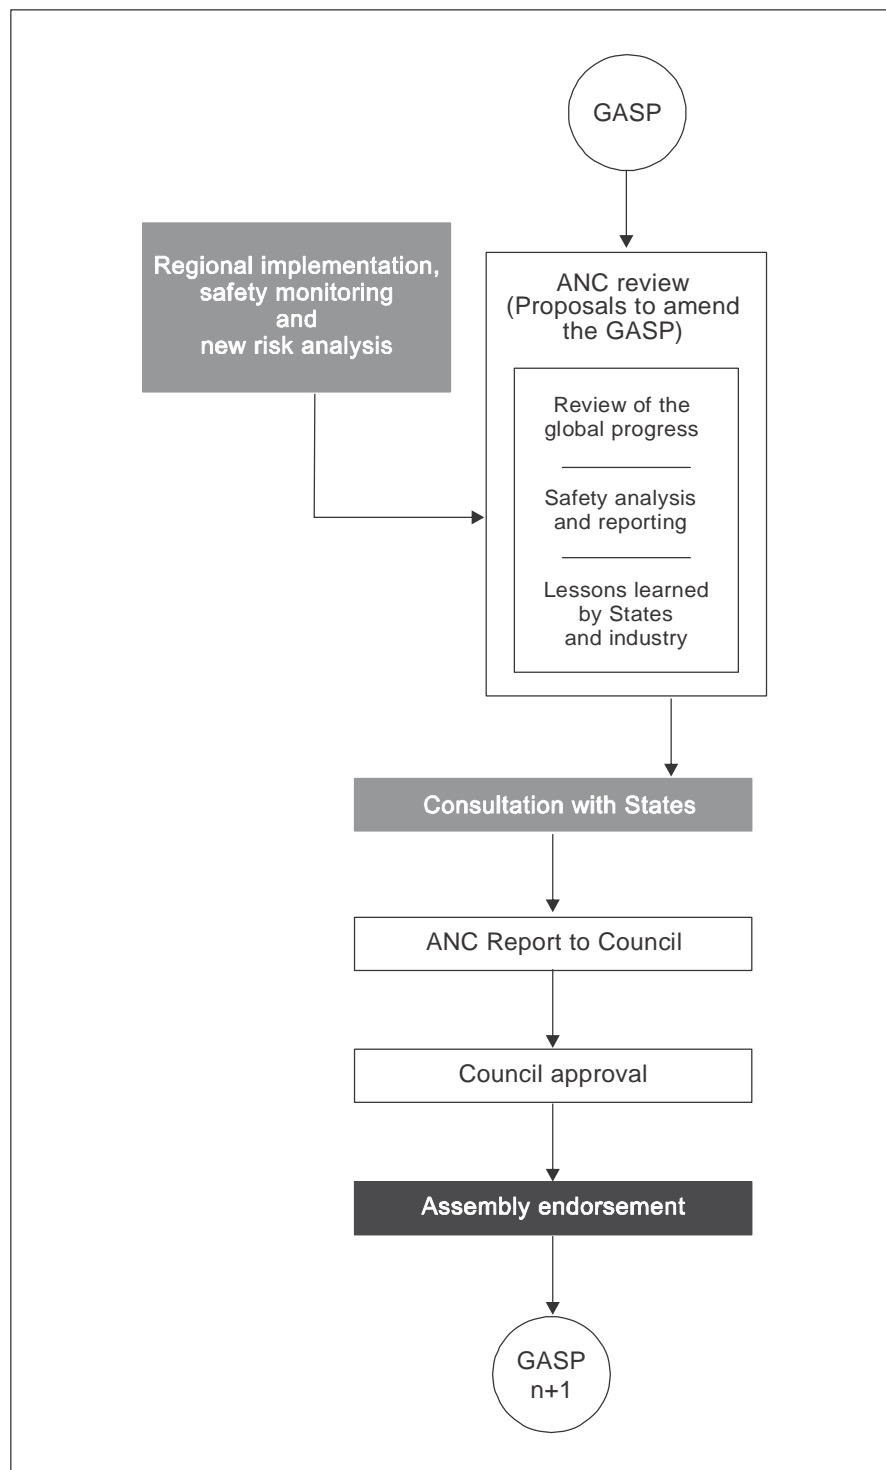 GASP
Regional implementation,
safety monitoring
and
new risk analysis
ANC review
(Proposals to amend
the GASP)
Review of the
global progress
Safety analysis
and reporting
Lessons learned
by States
and industry
Consultation with States
ANC Report to Council
Council approval
Assembly endorsement
GASP
n+1